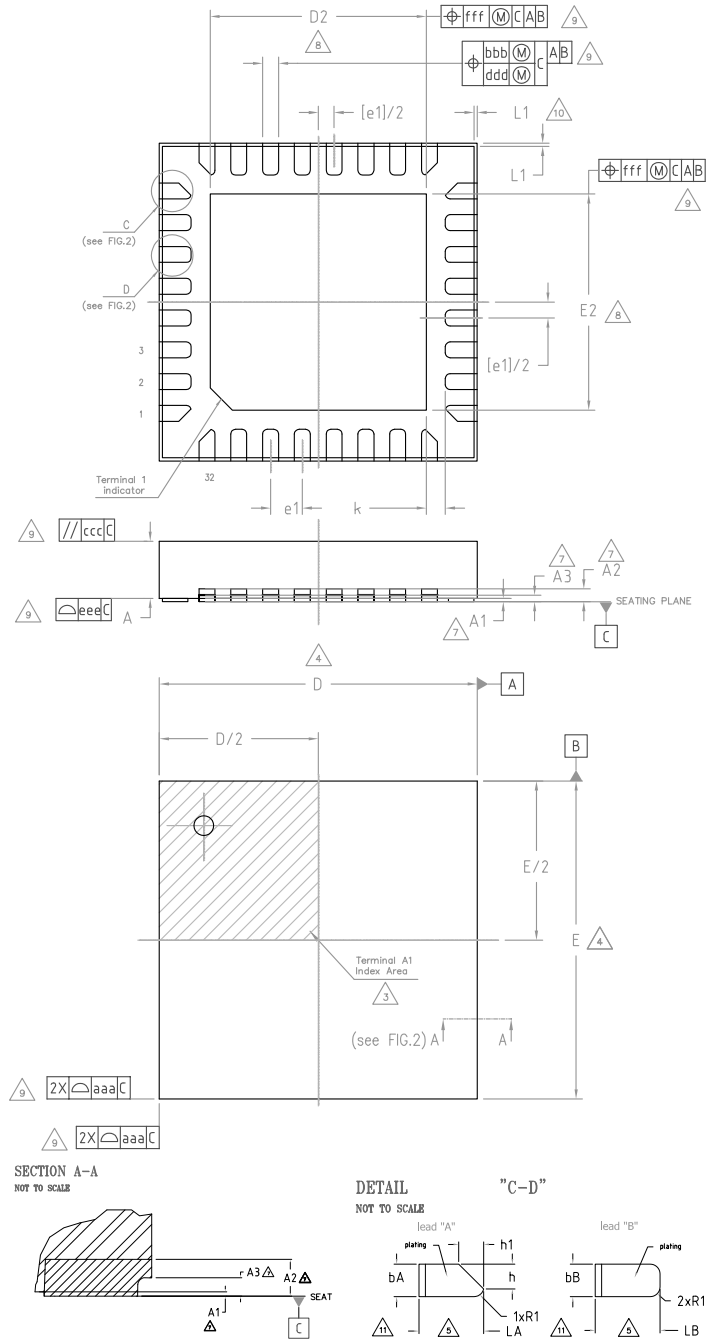 D2
fff Ⓜ C A B
9
8
bbb Ⓜ C A B
ddd Ⓜ
9
[e1]/2
L1
10
L1
fff Ⓜ C A B
9
C
(see FIG.2)
D
(see FIG.2)
E2
8
[e1]/2
3
2
1
Terminal 1
indicator
32
e1
k
9
// ccc C
7
A3
7
A2
9
eee C
A
7
A1
SEATING PLANE
C
4
D
A
D/2
B
E/2
E
4
Terminal A1
Index Area
3
(see FIG.2) A
A
9
2X aaa C
9
2X aaa C
SECTION A-A
NOT TO SCALE
DETAIL "C-D"
NOT TO SCALE
lead "A"
lead "B"
plating
h1
plating
bA
h
bB
A3
7
A2
7
SEAT
A1
7
C
1xR1
2xR1
11
5
LA
11
5
LB